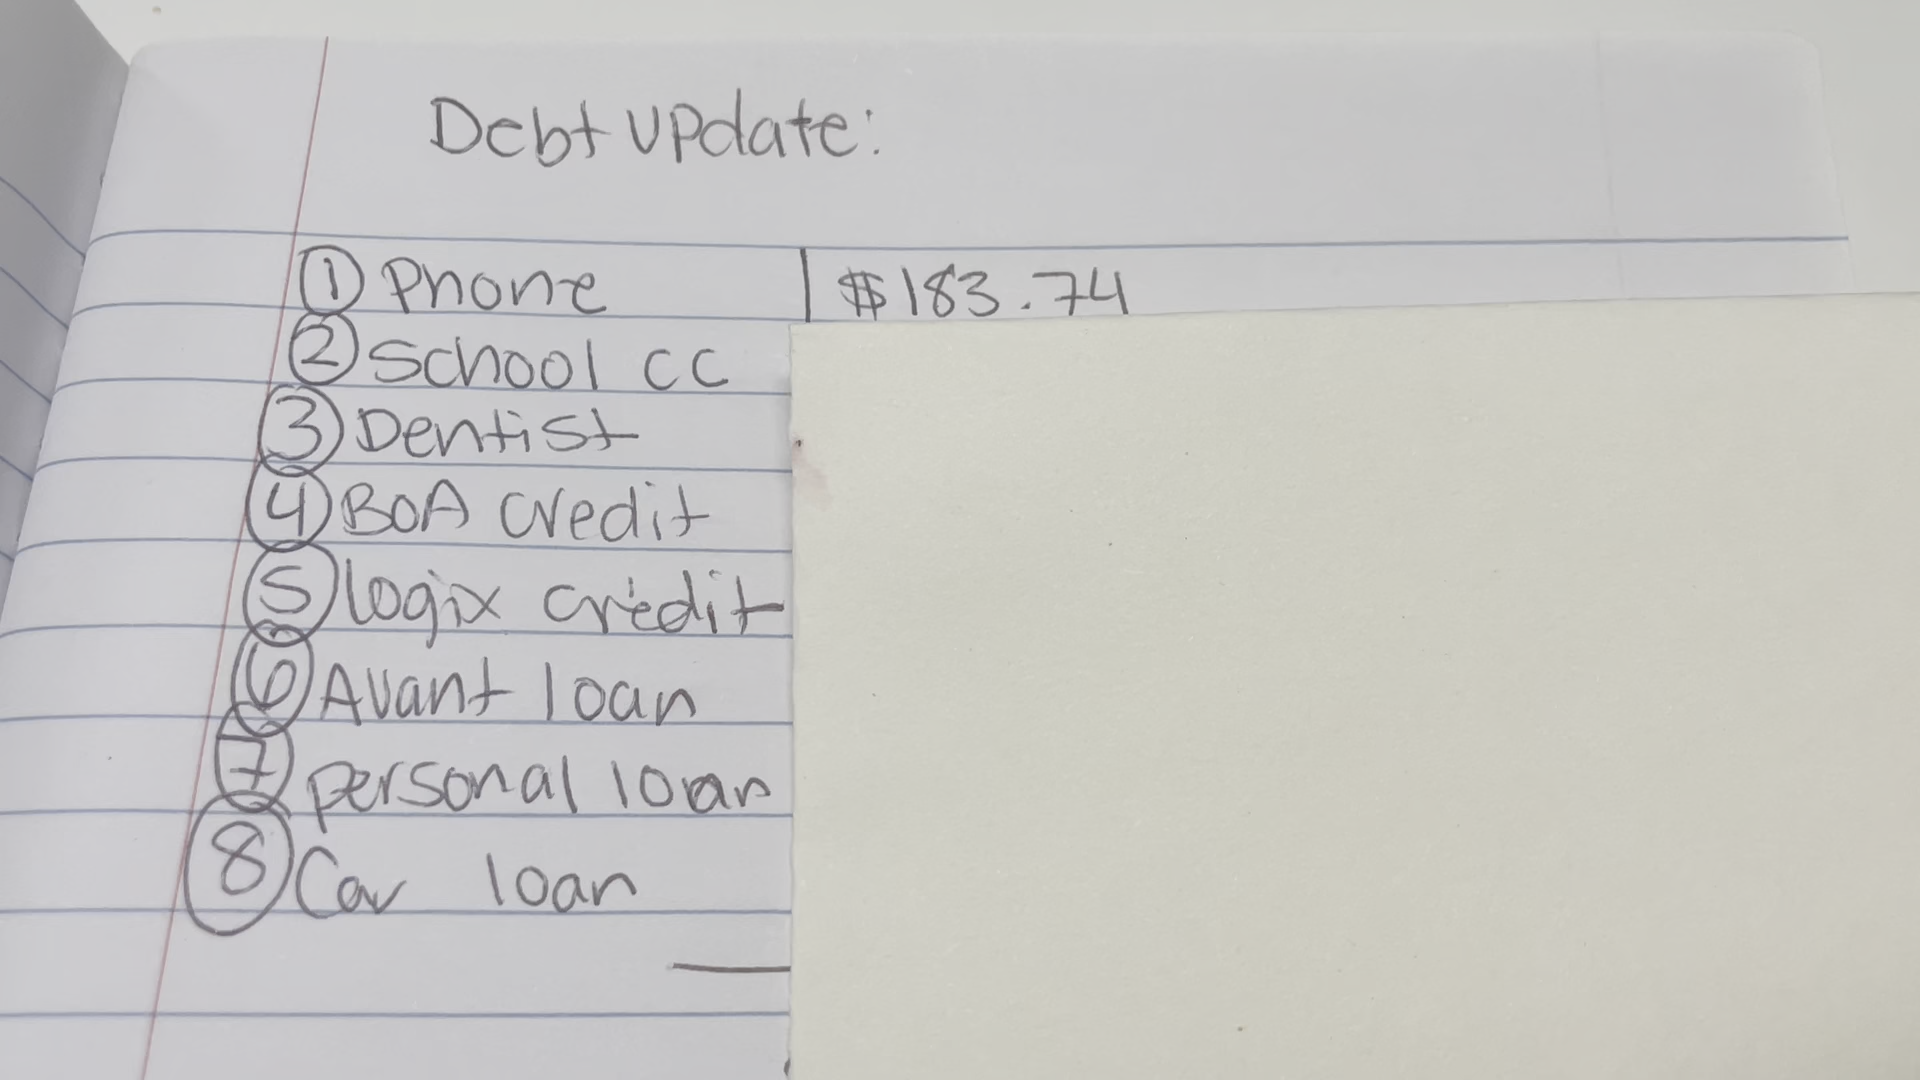 Debt update:
1 Phone $183.74
2 School CC
3 Dentist
4 BOA credit
5 logix credit
6 Avant loan
7 personal loan
8 Car loan